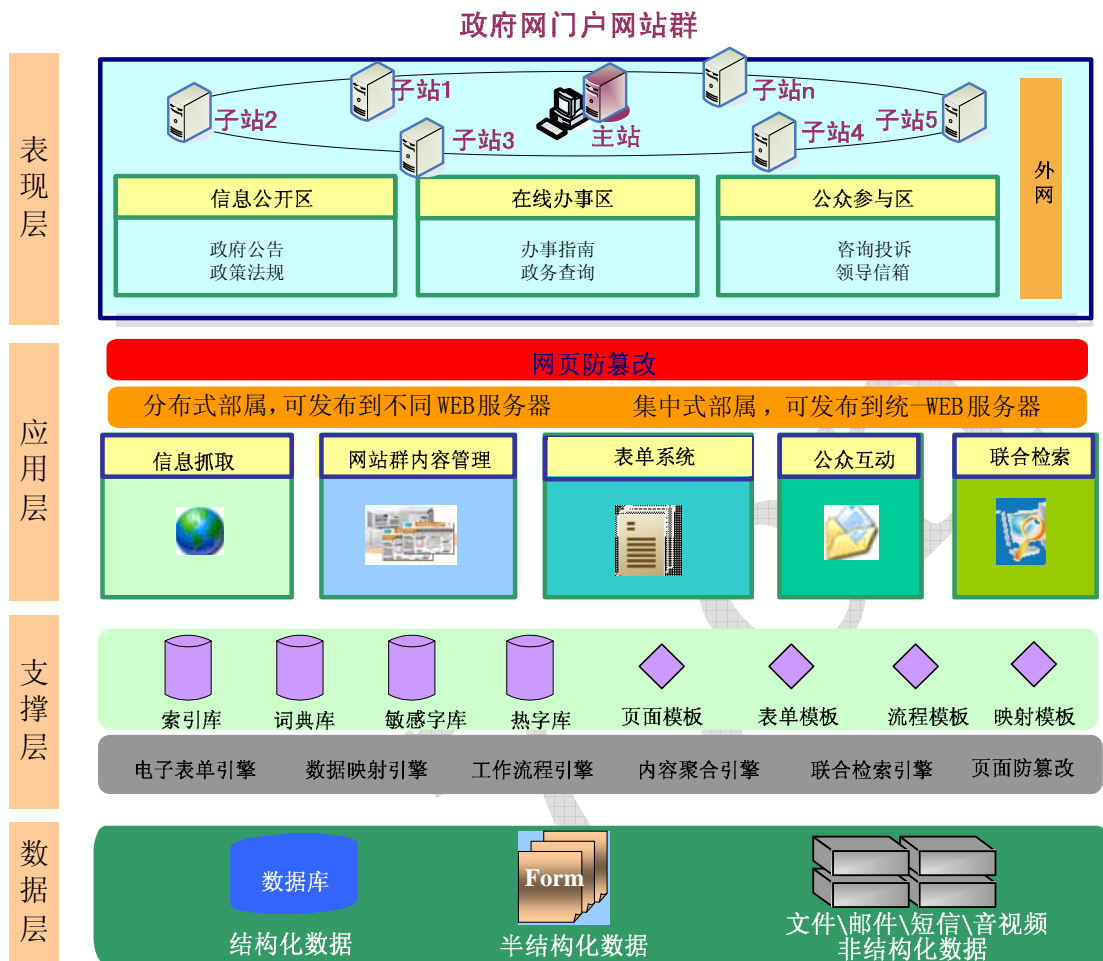 政府网门户网站群
表现层
子站1
子站n
子站2
子站3
主站
子站4
子站5
外网
信息公开区
在线办事区
公众参与区
政府公告
政策法规
办事指南
政务查询
咨询投诉
领导信箱
应用层
网页防篡改
分布式部属,可发布到不同WEB服务器
集中式部属,可发布到统一WEB服务器
信息抓取
网站群内容管理
表单系统
公众互动
联合检索
支撑层
索引库
词典库
敏感字库
热字库
页面模板
表单模板
流程模板
映射模板
电子表单引擎
数据映射引擎
工作流程引擎
内容聚合引擎
联合检索引擎
页面防篡改
数据层
数据库
结构化数据
Form
半结构化数据
文件\邮件\短信\音视频
非结构化数据